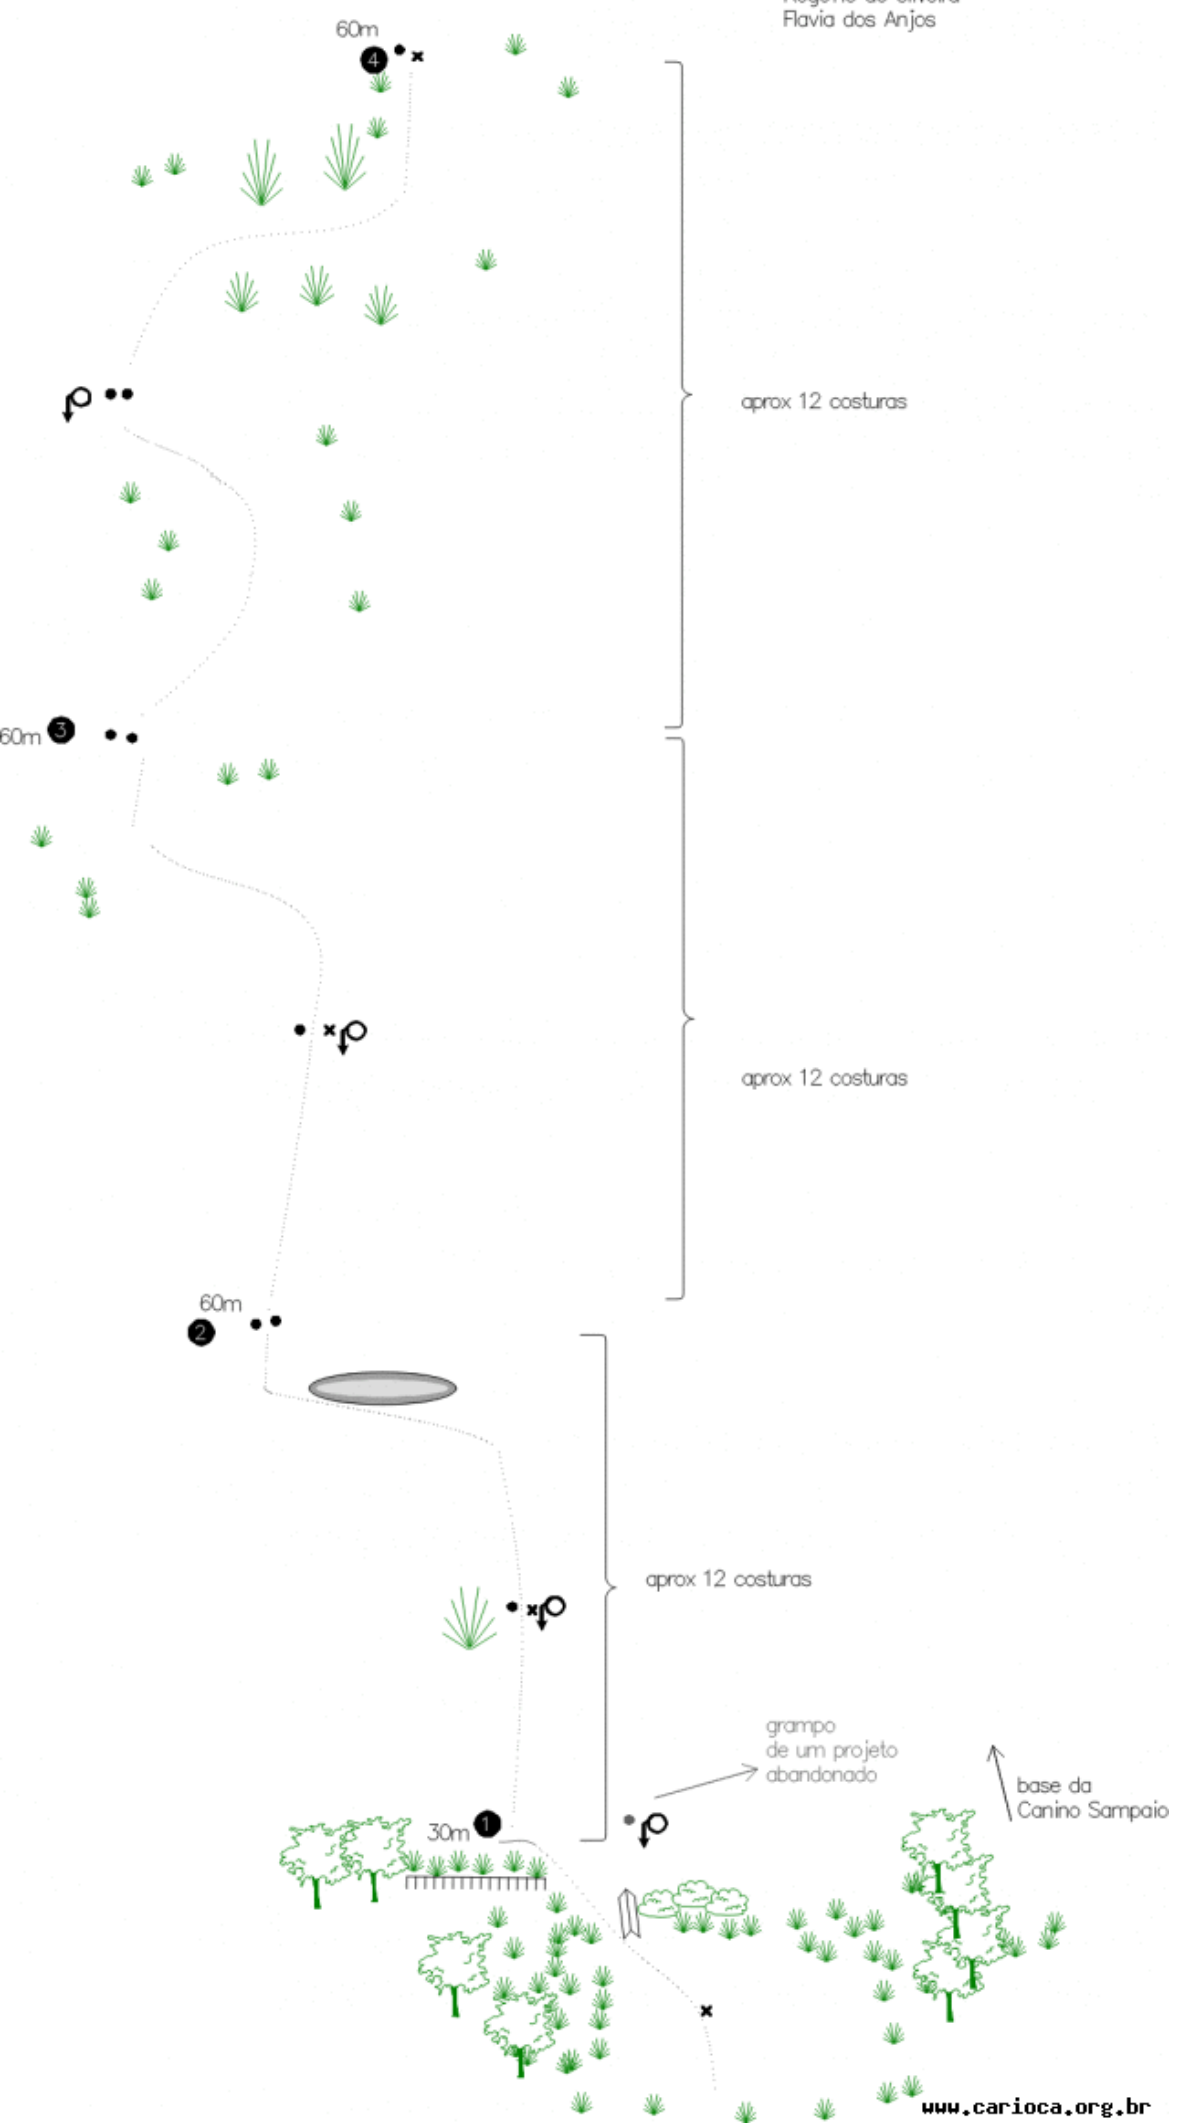 Flavia dos Anjos
60m
4
aprox 12 costuras
60m 3
aprox 12 costuras
60m
2
aprox 12 costuras
grampo
de um projeto
abandonado
base da
Canino Sampaio
30m 1
www.carioca.org.br